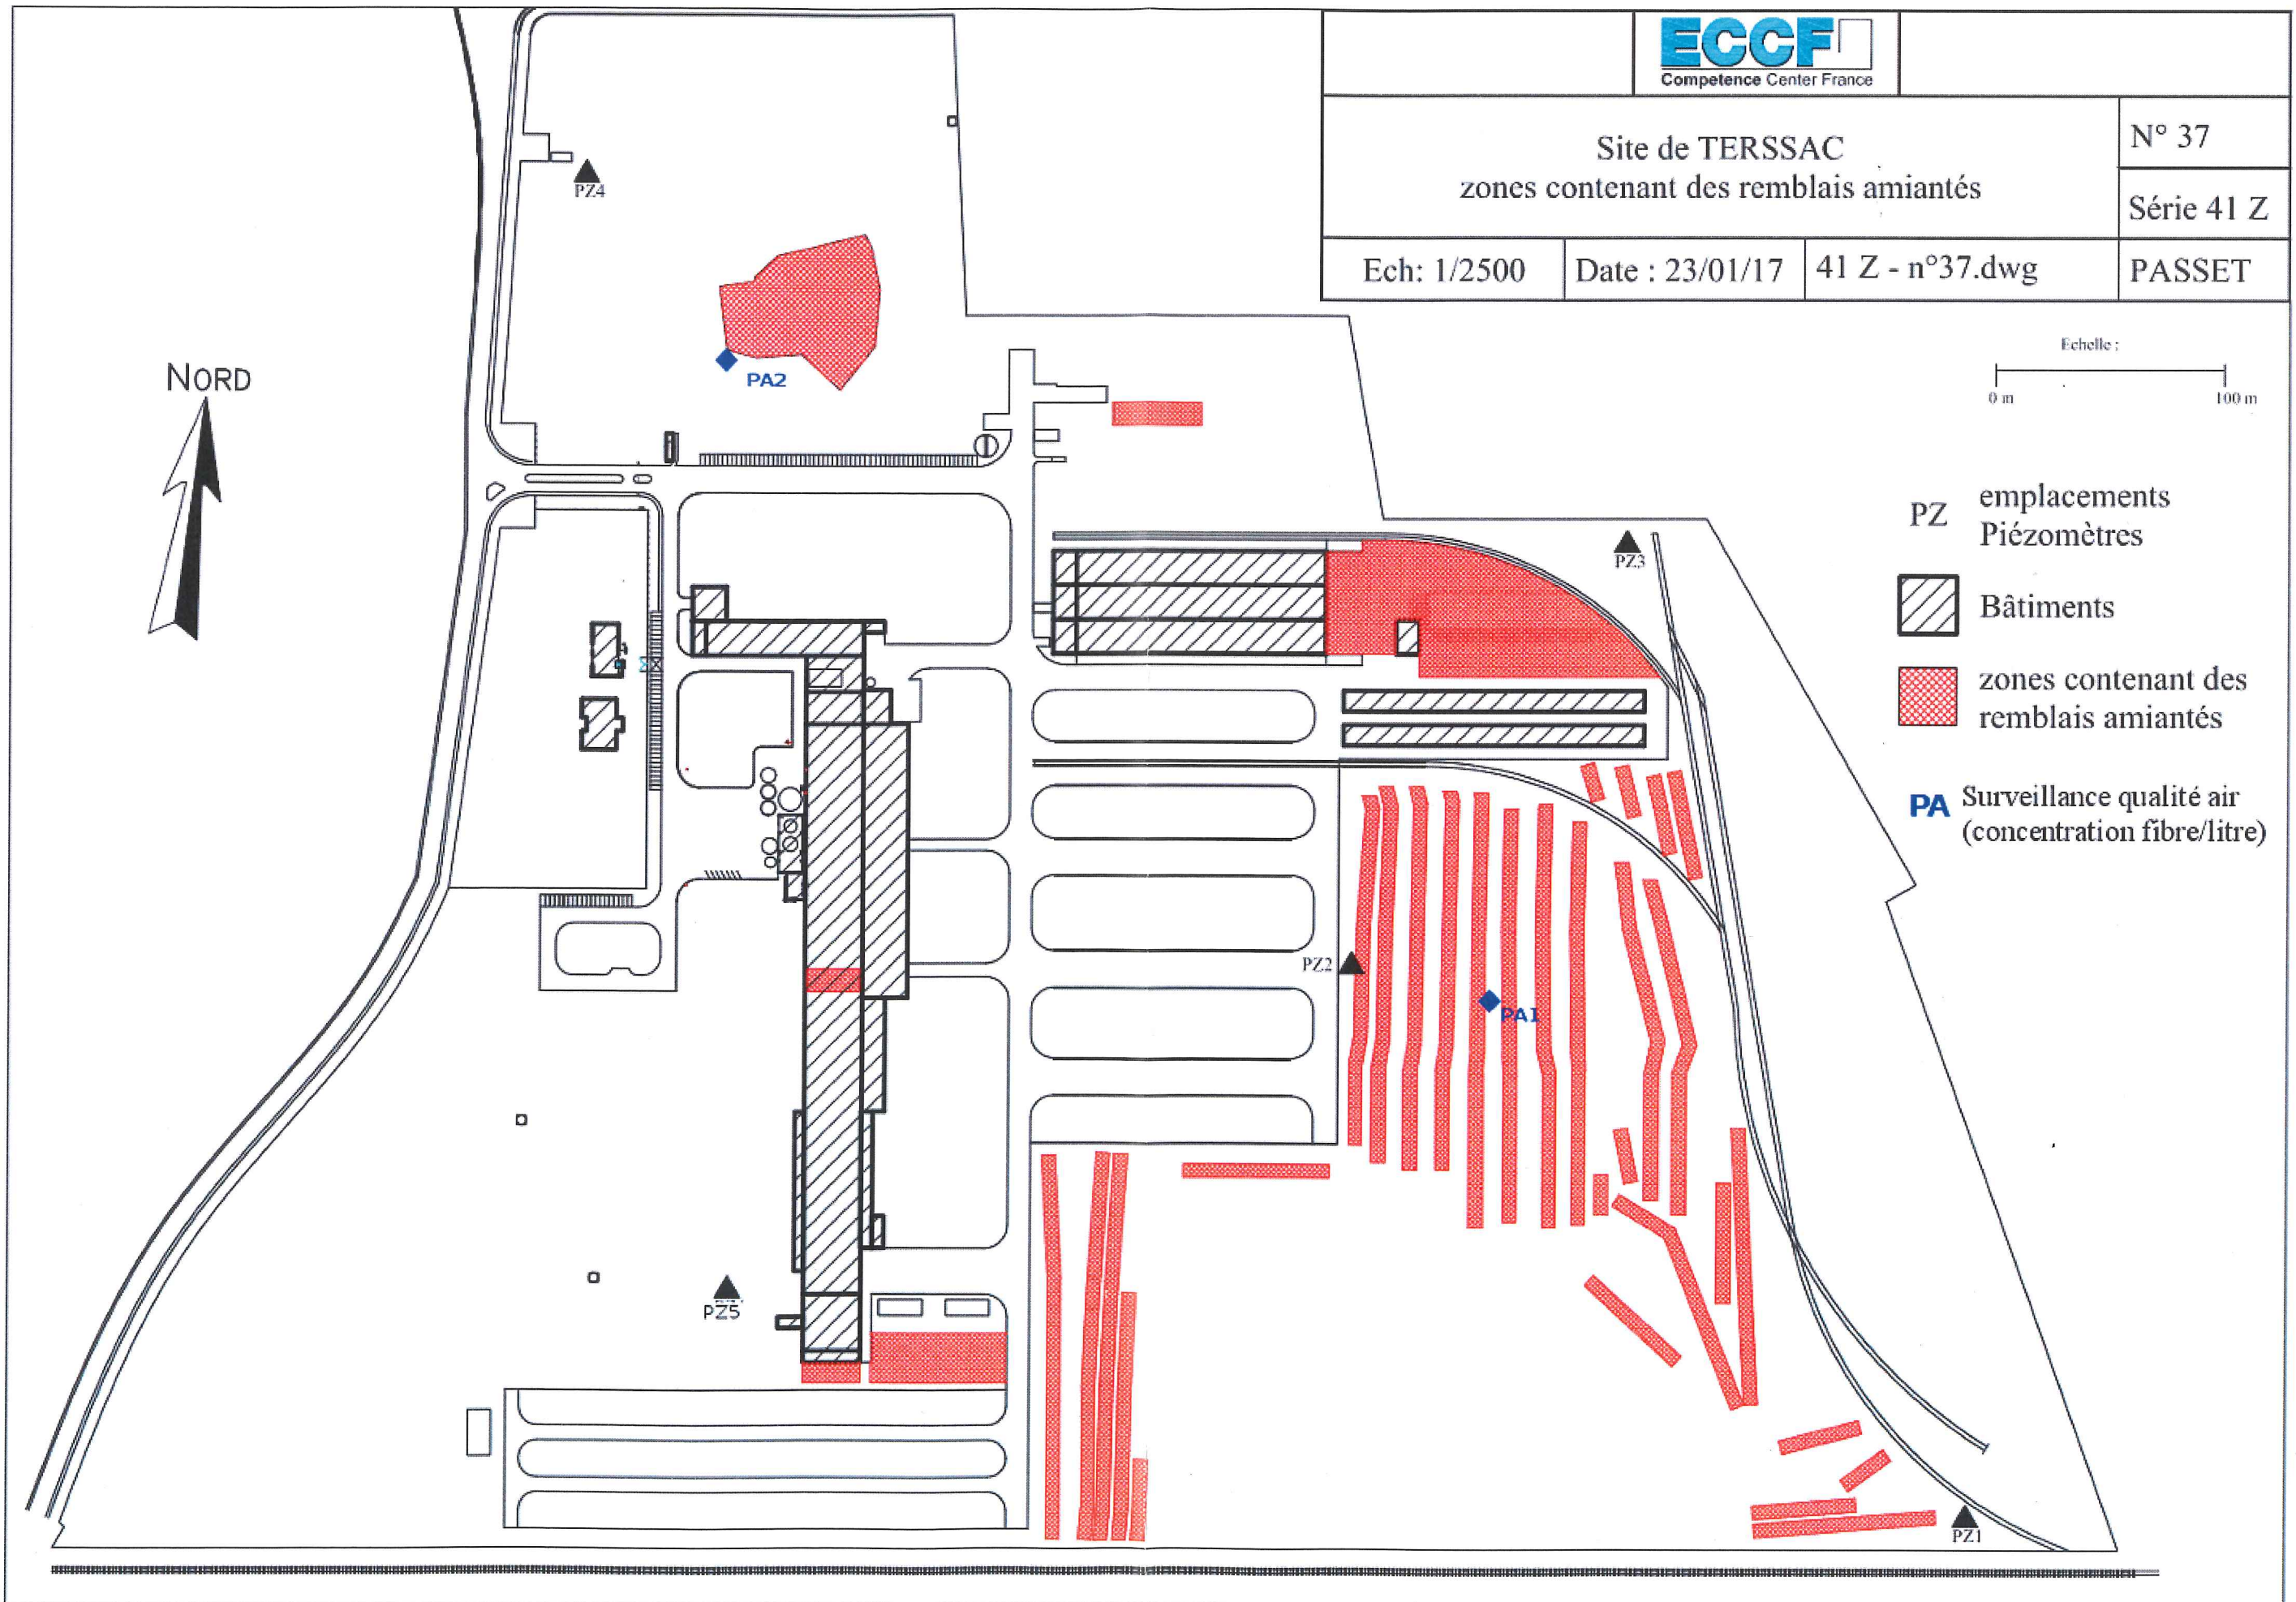 ECCF
Competence Center France
Site de TERSSAC
zones contenant des remblais amiantés
N° 37
Série 41 Z
Ech: 1/2500
Date : 23/01/17
41 Z - n°37.dwg
PASSET
Echelle :
0 m
100 m
NORD
PZ4
PA2
PZ
emplacements
Piézomètres
PZ3
Bâtiments
zones contenant des
remblais amiantés
PA
Surveillance qualité air
(concentration fibre/litre)
PZ2
PA1
PZ5
PZ1